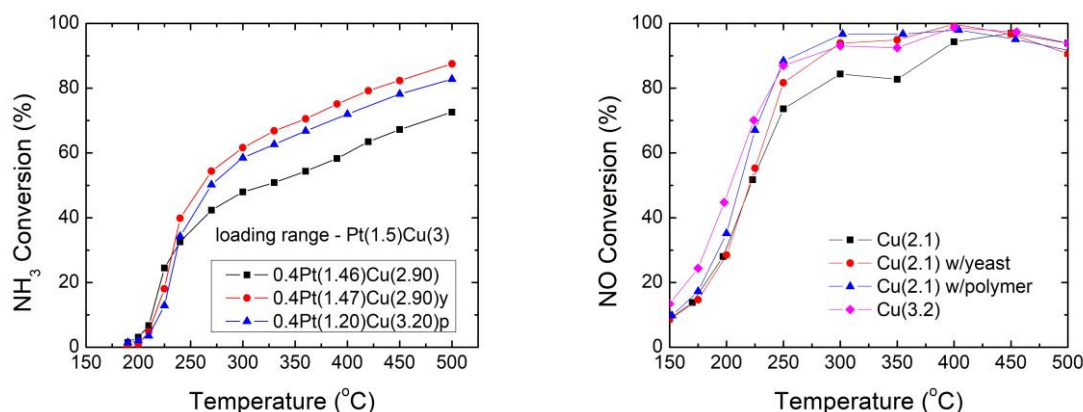 100
80
60
40
20
0
NH₃ Conversion (%)
loading range - Pt(1.5)Cu(3)
0.4Pt(1.46)Cu(2.90)
0.4Pt(1.47)Cu(2.90)y
0.4Pt(1.20)Cu(3.20)p
150 200 250 300 350 400 450 500
Temperature (°C)
100
80
60
40
20
0
NO Conversion (%)
Cu(2.1)
Cu(2.1) w/yeast
Cu(2.1) w/polymer
Cu(3.2)
150 200 250 300 350 400 450 500
Temperature (°C)